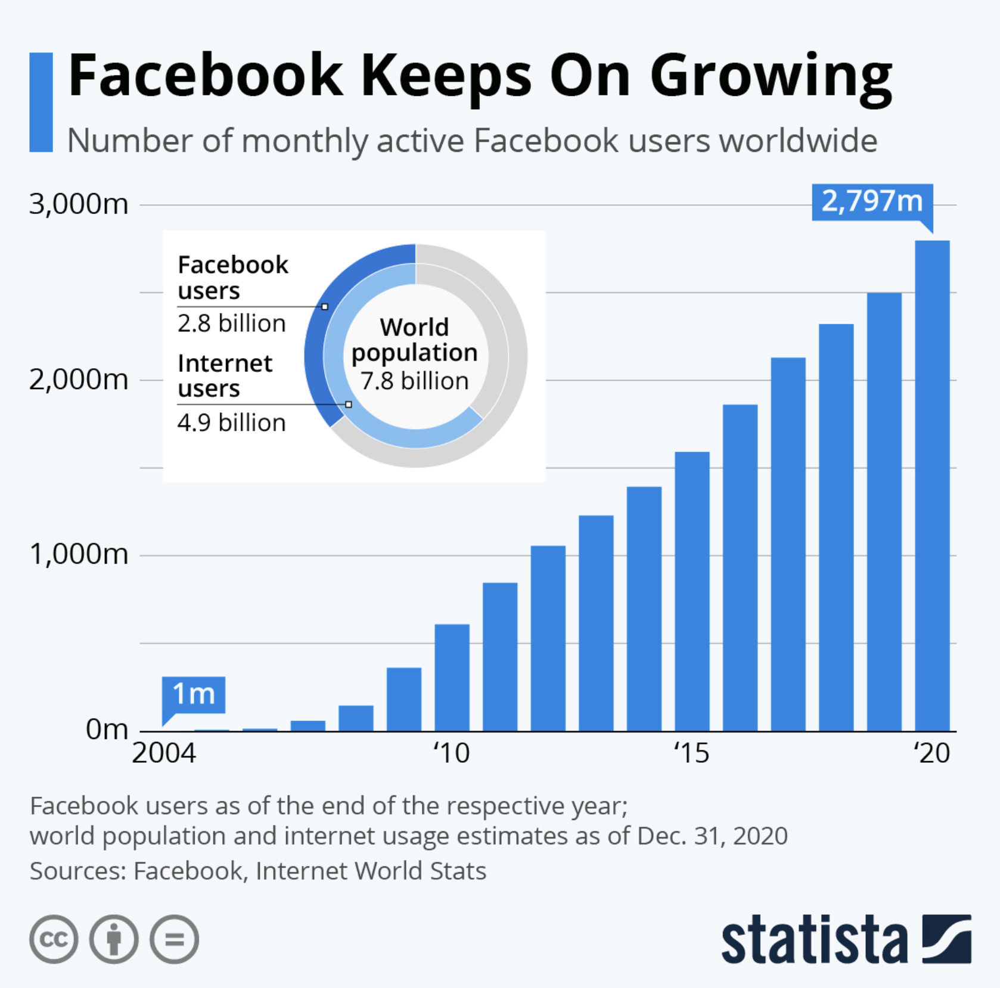 Facebook Keeps On Growing
Number of monthly active Facebook users worldwide
3,000m
2,797m
Facebook
users
2.8 billion
Internet
users
4.9 billion
World
population
7.8 billion
2,000m
1,000m
1m
0m
2004
‘10
‘15
‘20
Facebook users as of the end of the respective year;
world population and internet usage estimates as of Dec. 31, 2020
Sources: Facebook, Internet World Stats
cc
statista